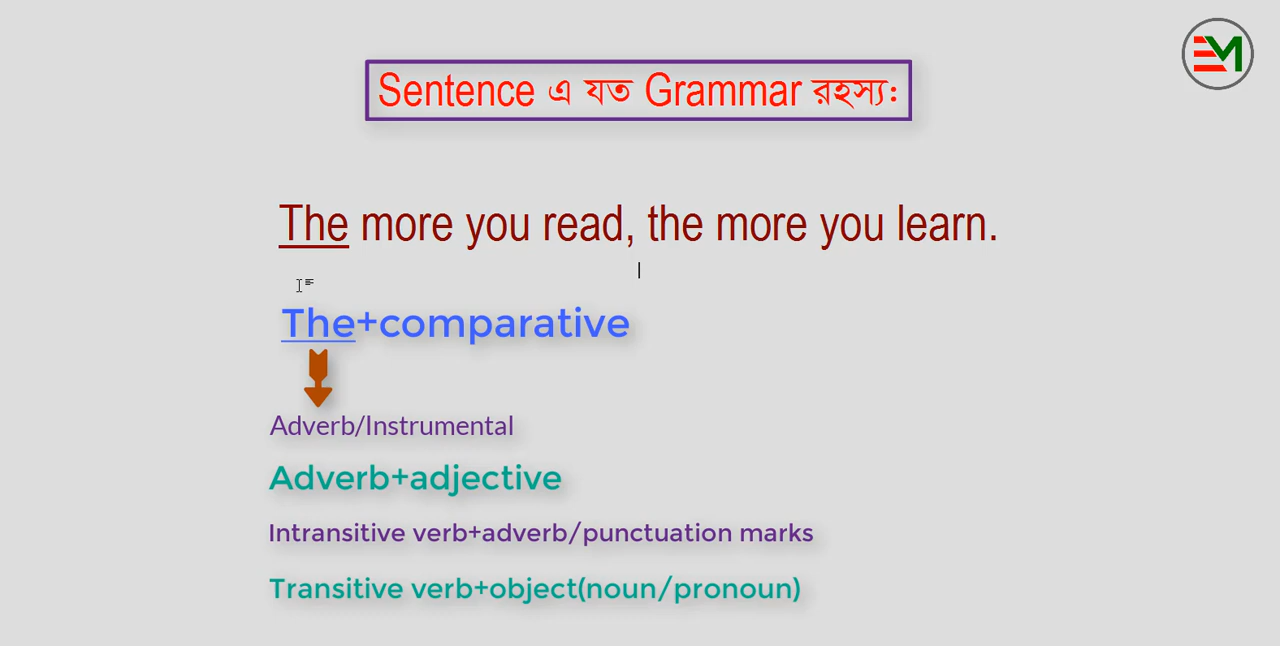 EM
Sentence এ যত Grammar রহস্যঃ
The more you read, the more you learn.
The+comparative
Adverb/Instrumental
Adverb+adjective
Intransitive verb+adverb/punctuation marks
Transitive verb+object(noun/pronoun)